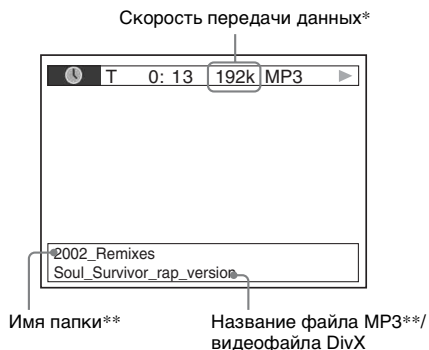 Скорость передачи данных*
T 0: 13 192k MP3
2002_Remixes
Soul_Survivor_rap_version
Имя папки**
Название файла MP3**/
видеофайла DivX